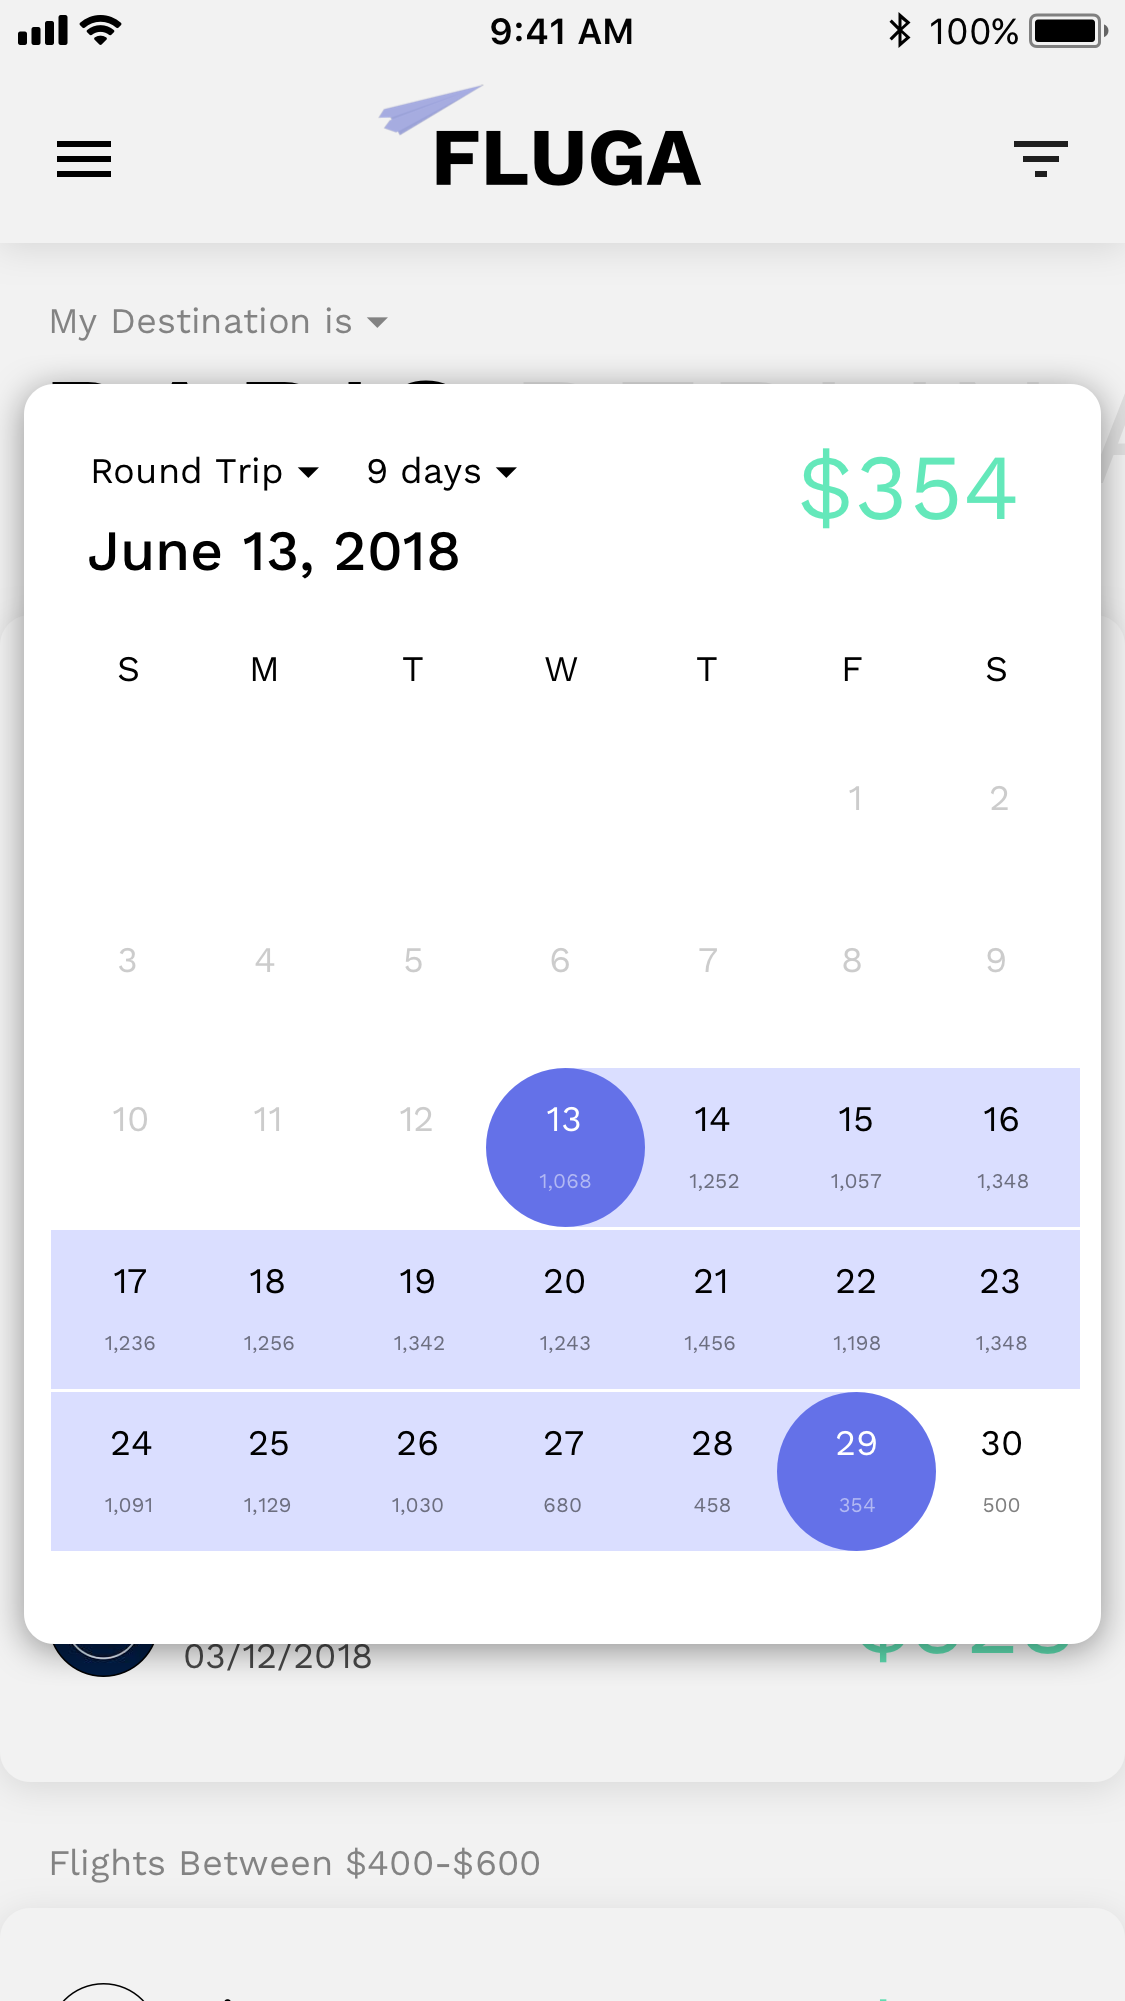 9:41 AM 100%
FLUGA
My Destination is
Round Trip 9 days
$354
June 13, 2018
S M T W T F S
1 2
3 4 5 6 7 8 9
10 11 12 13 14 15 16
1,068 1,252 1,057 1,348
17 18 19 20 21 22 23
1,236 1,256 1,342 1,243 1,456 1,198 1,348
24 25 26 27 28 29 30
1,091 1,129 1,030 680 458 354 500
03/12/2018
Flights Between $400-$600